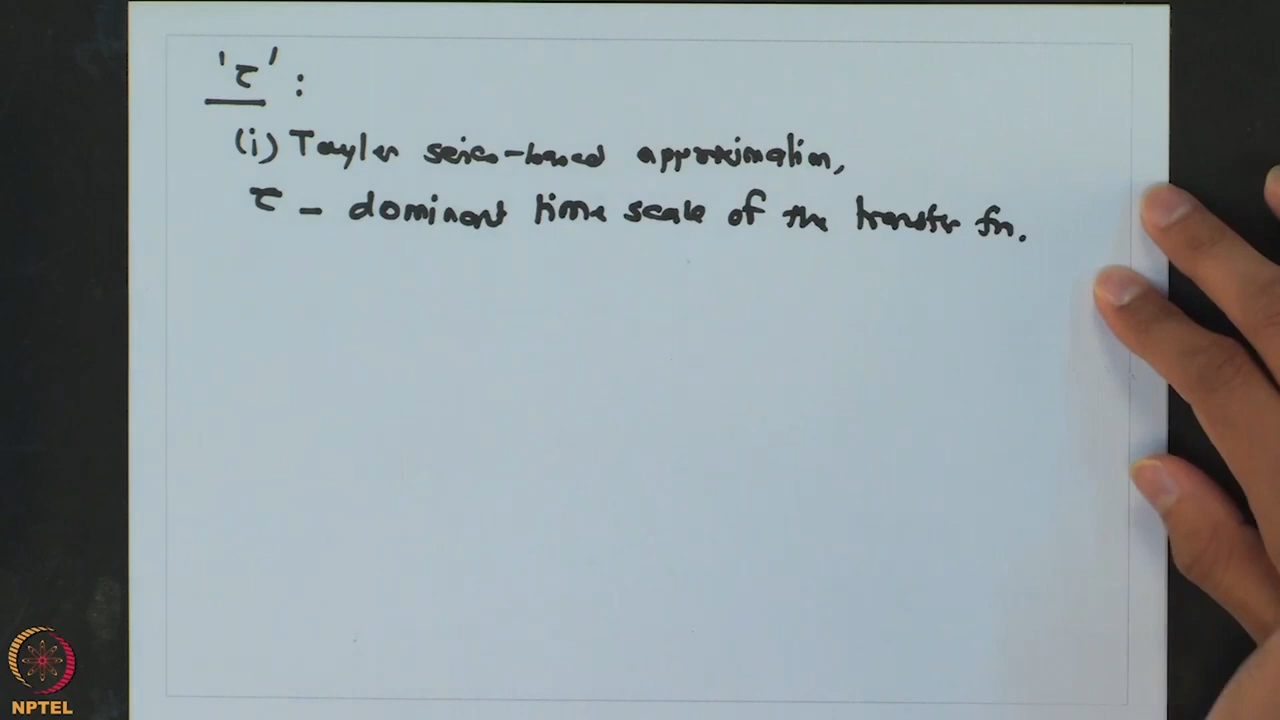 'τ' :
(i) Taylor series-based approximation,
τ – dominant time scale of the transfer fn.
NPTEL